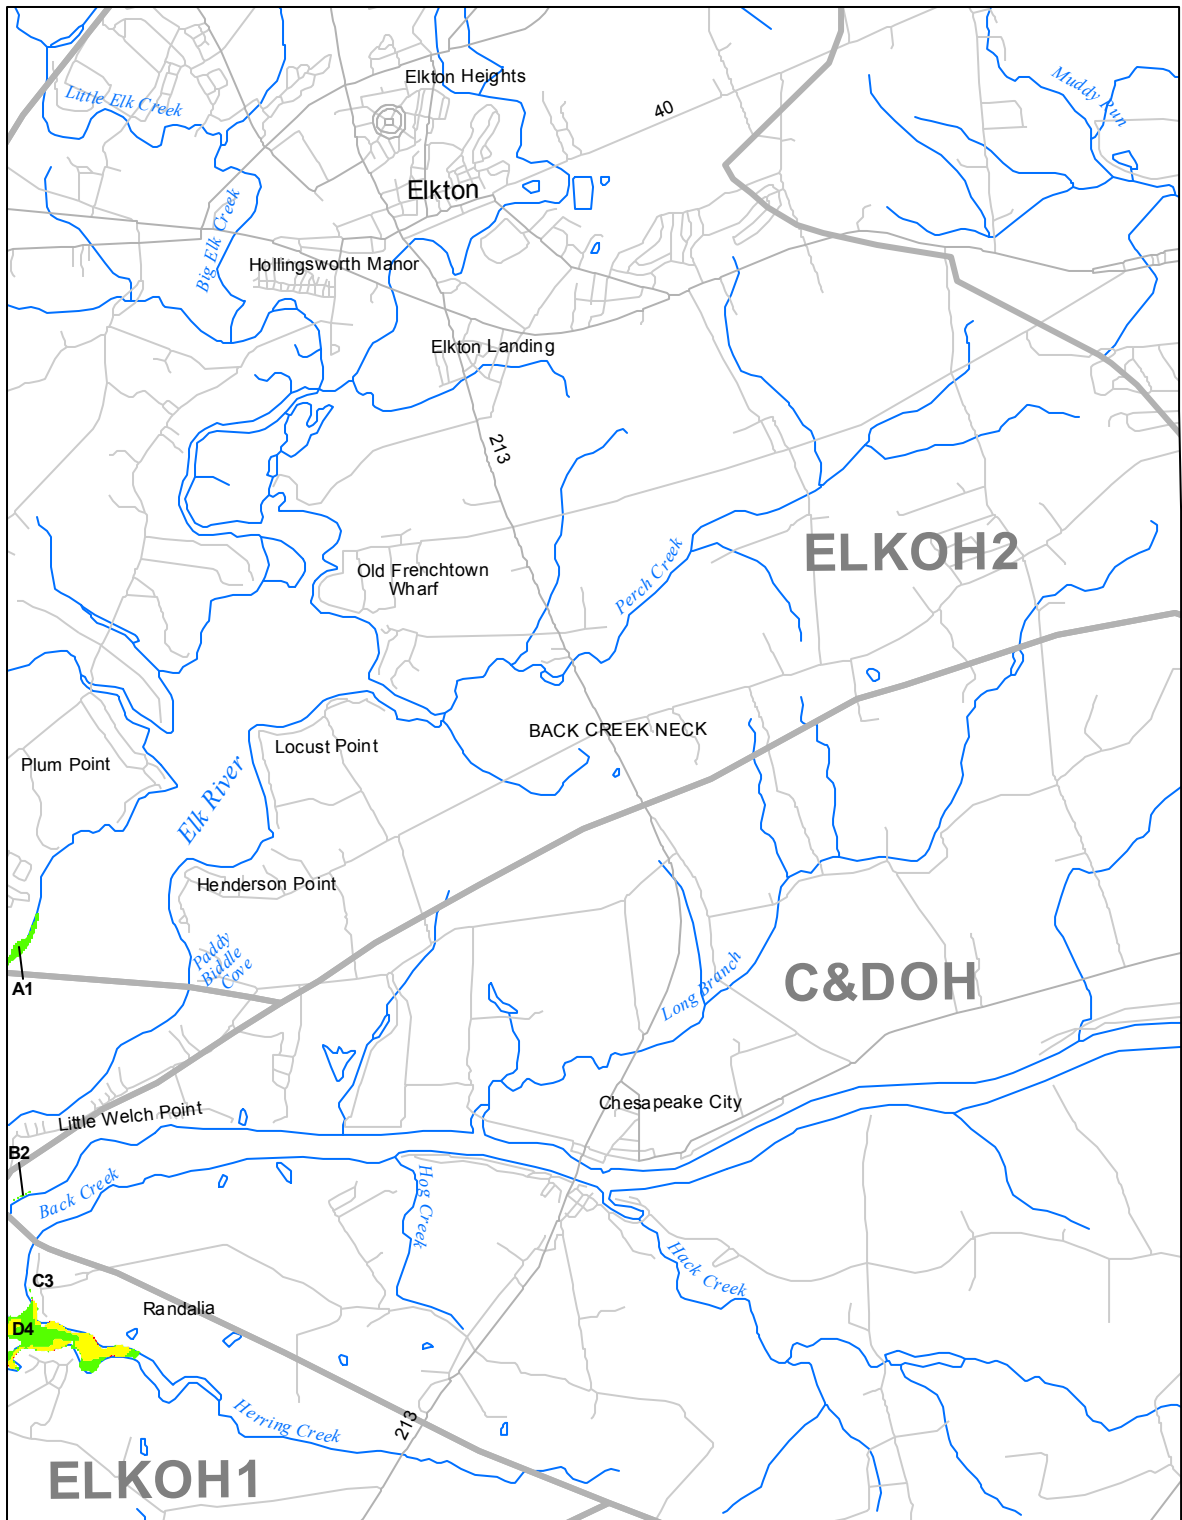 Elkton Heights
Muddy Run
Little Elk Creek
40
Elkton
Big Elk Creek
Hollingsworth Manor
Elkton Landing
213
ELKOH2
Old Frenchtown
Wharf
Perch Creek
BACK CREEK NECK
Locust Point
Plum Point
Elk River
Henderson Point
Paddy
Biddle
Cove
A1
C&DOH
Long Branch
Chesapeake City
Little Welch Point
B2
Back Creek
Hog Creek
Hack Creek
C3
Randalia
D4
Herring Creek
213
ELKOH1